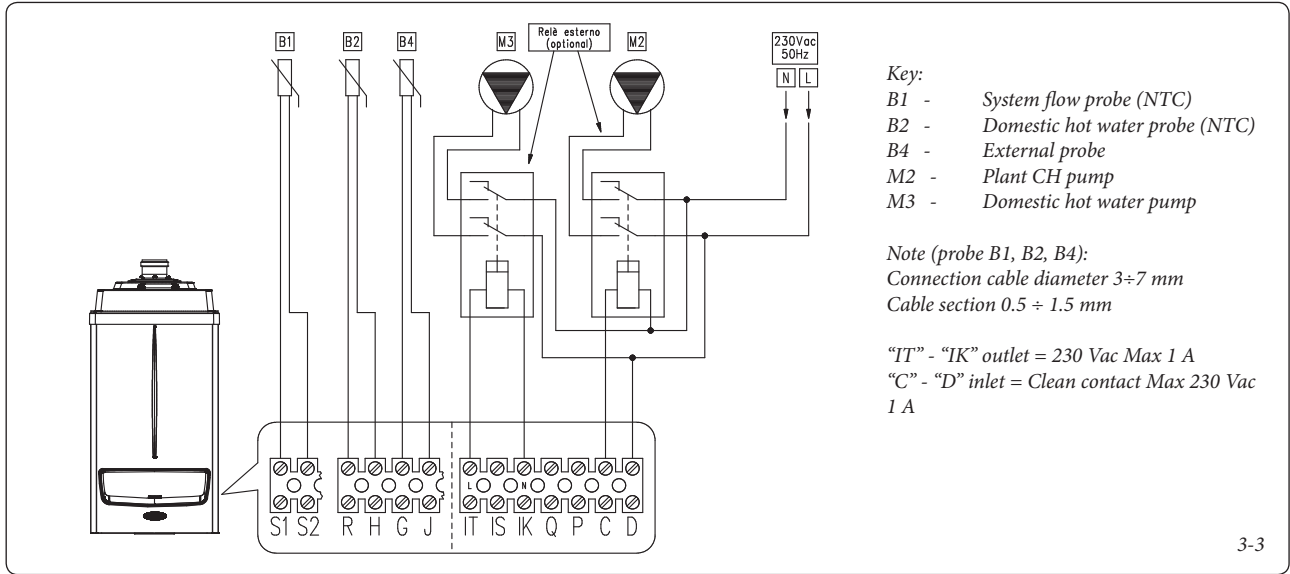 B1
B2
B4
M3
Relè esterno
(optional)
M2
230Vac
50Hz
N L
Key:
B1 - System flow probe (NTC)
B2 - Domestic hot water probe (NTC)
B4 - External probe
M2 - Plant CH pump
M3 - Domestic hot water pump
Note (probe B1, B2, B4):
Connection cable diameter 3÷7 mm
Cable section 0.5 ÷ 1.5 mm
“IT” - “IK” outlet = 230 Vac Max 1 A
“C” - “D” inlet = Clean contact Max 230 Vac
1 A
L N
S1 S2 R H G J IT IS IK Q P C D
3-3